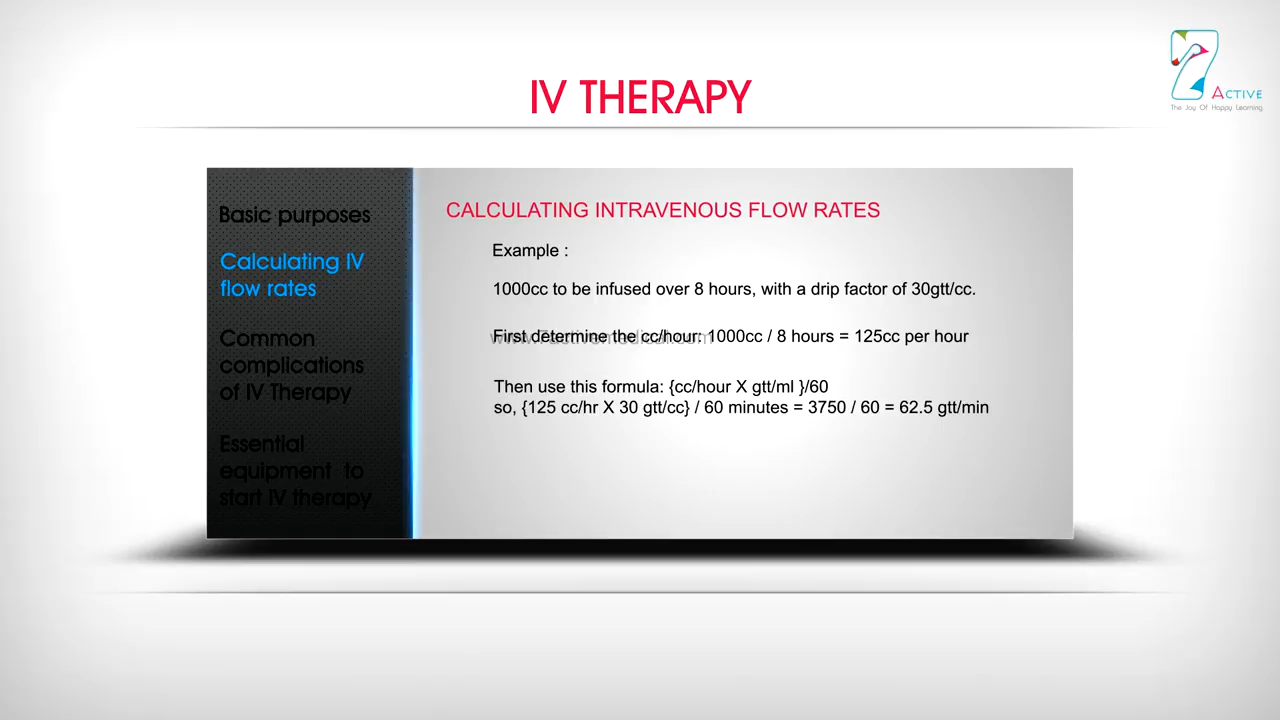 7
ACTIVE
The Joy Of Happy Learning
IV THERAPY
Basic purposes
Calculating IV
flow rates
Common
complications
of IV Therapy
Essential
equipment to
start IV therapy
CALCULATING INTRAVENOUS FLOW RATES
Example :
1000cc to be infused over 8 hours, with a drip factor of 30gtt/cc.
First determine the cc/hour: 1000cc / 8 hours = 125cc per hour
www.7activemedical.com
Then use this formula: {cc/hour X gtt/ml }/60
so, {125 cc/hr X 30 gtt/cc} / 60 minutes = 3750 / 60 = 62.5 gtt/min